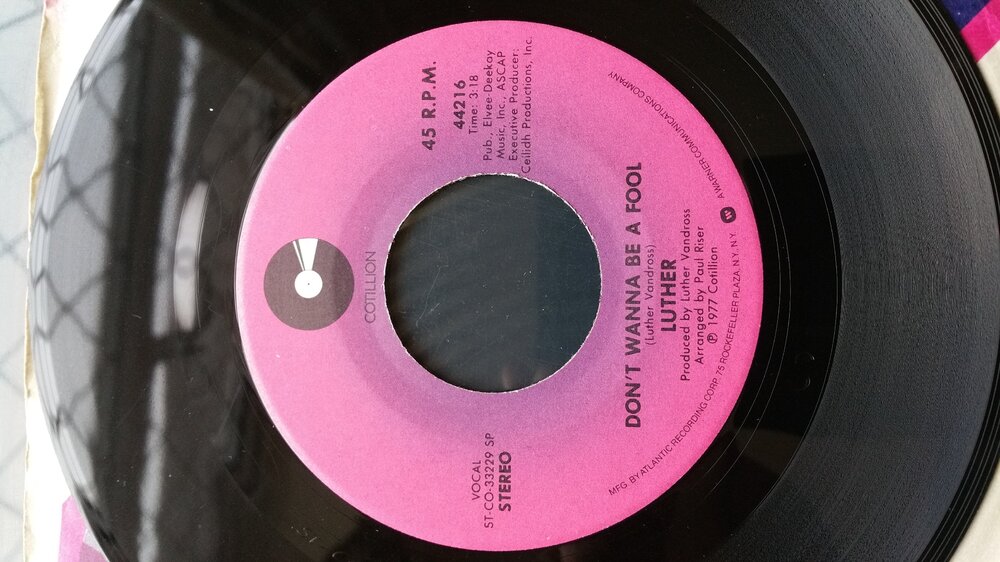 COTILLION
45 R.P.M.
44216
Time: 3:18
Pub., Elvee-Deekay
Music, Inc., ASCAP
Executive Producer:
Ceilidh Productions, Inc.
VOCAL
ST-CO-33229 SP
STEREO
DON'T WANNA BE A FOOL
(Luther Vandross)
LUTHER
Produced by Luther Vandross
Arranged by Paul Riser
℗ 1977 Cotillion
MFG. BY ATLANTIC RECORDING CORP. 75 ROCKEFELLER PLAZA, N.Y., N.Y. W A WARNER COMMUNICATIONS COMPANY